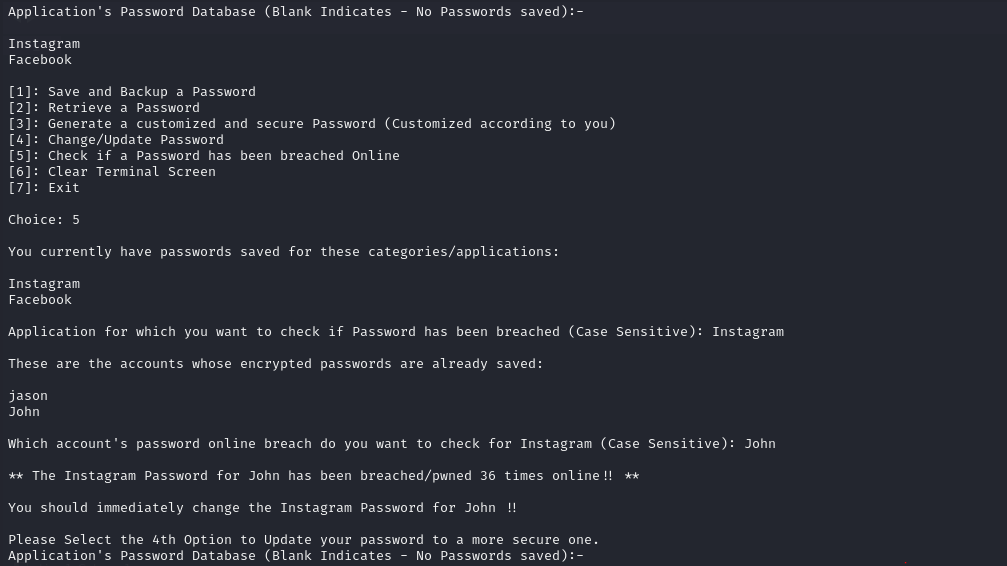 Application's Password Database (Blank Indicates - No Passwords saved):-
Instagram
Facebook
[1]: Save and Backup a Password
[2]: Retrieve a Password
[3]: Generate a customized and secure Password (Customized according to you)
[4]: Change/Update Password
[5]: Check if a Password has been breached Online
[6]: Clear Terminal Screen
[7]: Exit
Choice: 5
You currently have passwords saved for these categories/applications:
Instagram
Facebook
Application for which you want to check if Password has been breached (Case Sensitive): Instagram
These are the accounts whose encrypted passwords are already saved:
jason
John
Which account's password online breach do you want to check for Instagram (Case Sensitive): John
** The Instagram Password for John has been breached/pwned 36 times online!! **
You should immediately change the Instagram Password for John !!
Please Select the 4th Option to Update your password to a more secure one.
Application's Password Database (Blank Indicates - No Passwords saved):-